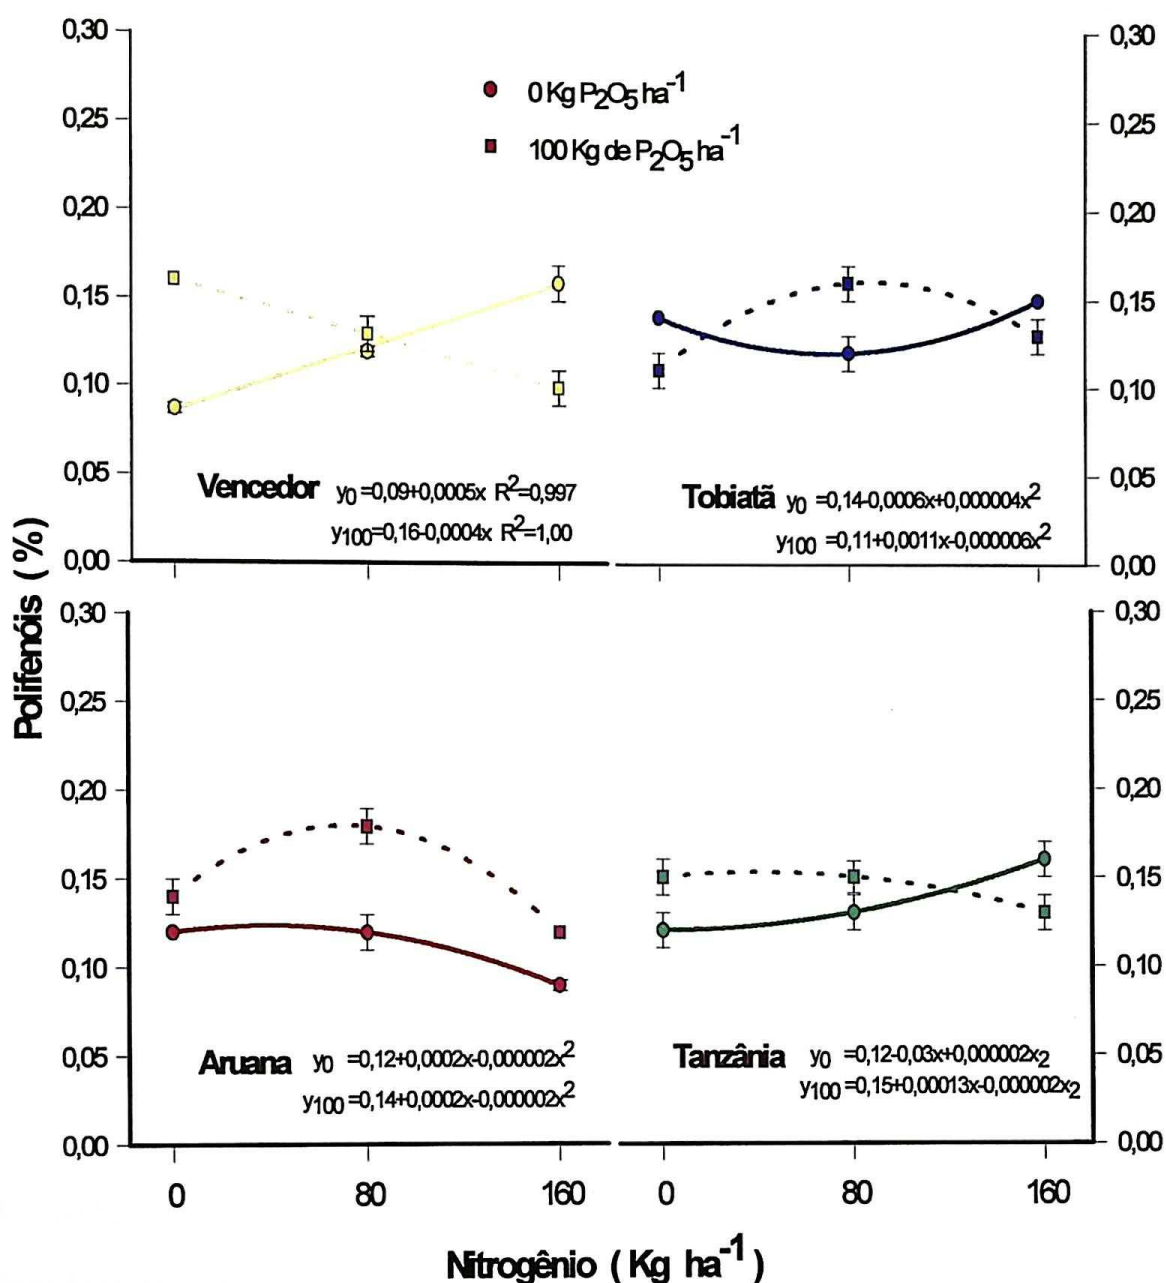 Polifenóis ( %)
0,30
0,25
0,20
0,15
0,10
0,05
0,00
0 Kg P2O5 ha-1
100 Kg de P2O5 ha-1
Vencedor y0 =0,09+0,0005x R2=0,997
y100=0,16-0,0004x R2=1,00
0,30
0,25
0,20
0,15
0,10
0,05
0,00
Tobiatã y0 =0,14-0,0006x+0,000004x2
y100 =0,11+0,0011x-0,000006x2
0,30
0,25
0,20
0,15
0,10
0,05
0,00
Aruana y0 =0,12+0,0002x-0,000002x2
y100 =0,14+0,0002x-0,000002x2
0,30
0,25
0,20
0,15
0,10
0,05
0,00
Tanzânia y0 =0,12-0,03x+0,000002x2
y100 =0,15+0,00013x-0,000002x2
0 80 160 0 80 160
Nitrogênio ( Kg ha-1 )